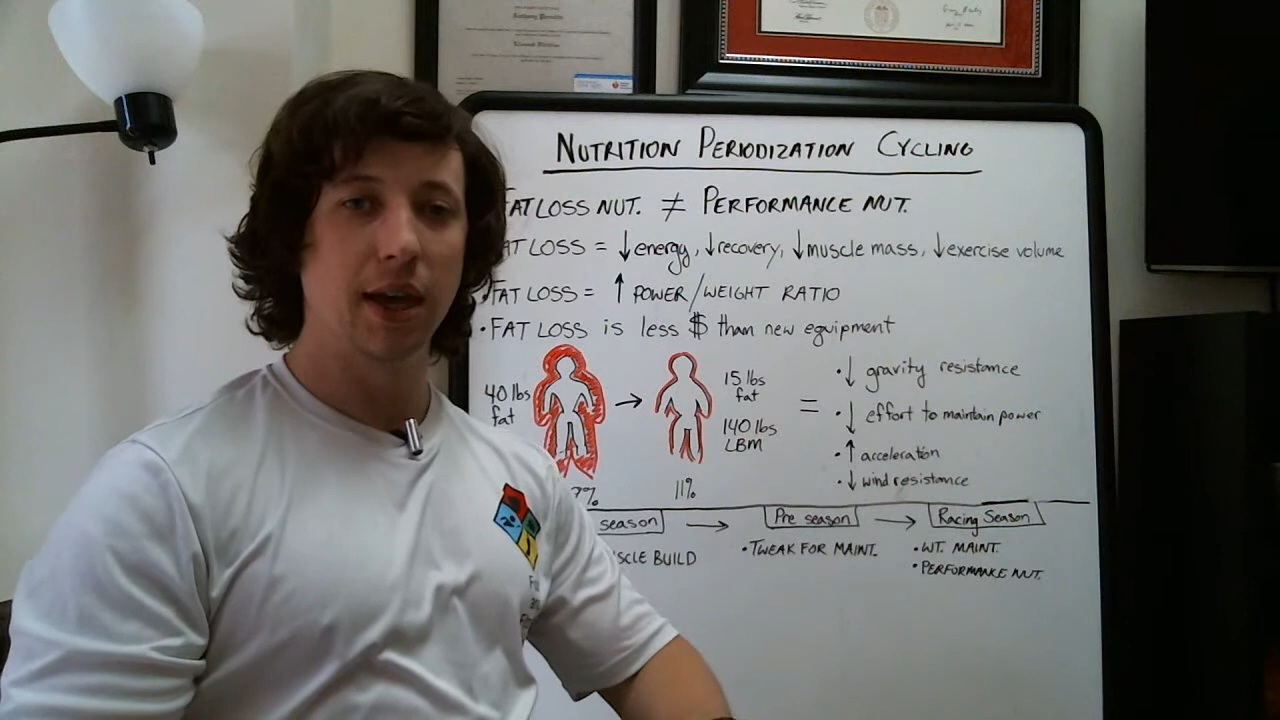 NUTRITION PERIODIZATION CYCLING
FAT LOSS NUT. ≠ PERFORMANCE NUT.
FAT LOSS = ↓energy, ↓recovery, ↓muscle mass, ↓exercise volume
•FAT LOSS = ↑ POWER/WEIGHT RATIO
•FAT LOSS is less $ than new equipment
40 lbs fat → 15 lbs fat
140 lbs LBM
=
•↓ gravity resistance
•↓ effort to maintain power
•↑ acceleration
•↓ wind resistance
7% 11%
season → Pre season → Racing Season
SCLE BUILD
•TWEAK FOR MAINT.
•WT. MAINT.
•PERFORMANCE NUT.